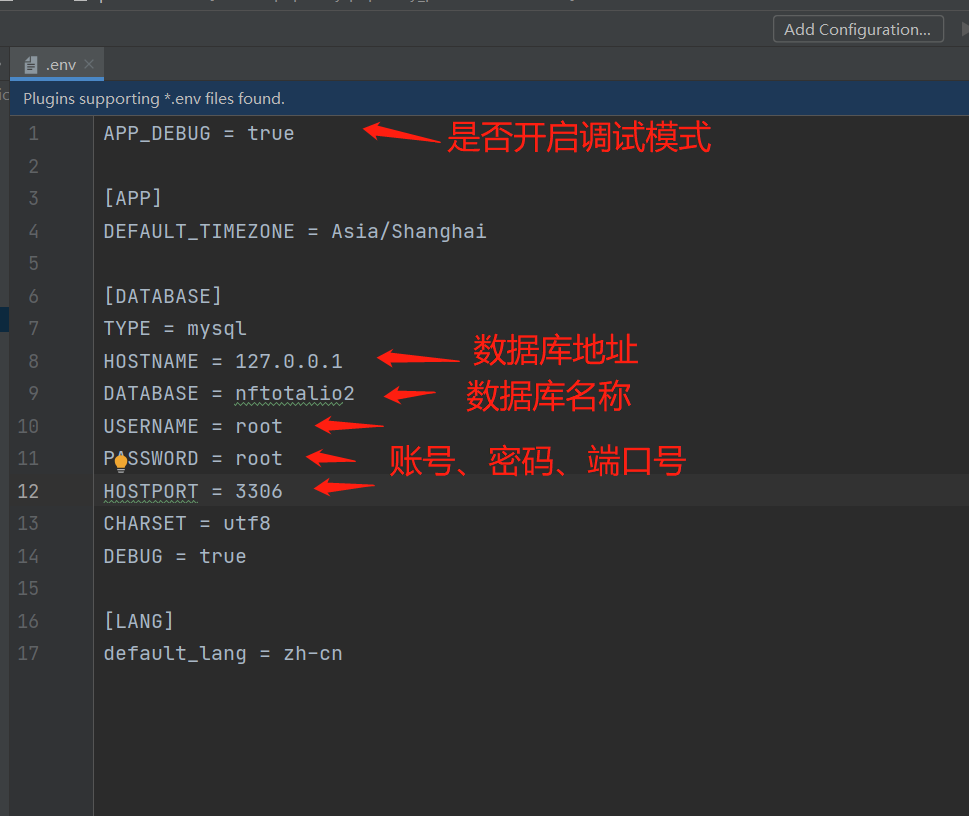 Add Configuration...
.env
Plugins supporting *.env files found.
1 APP_DEBUG = true 是否开启调试模式
2
3 [APP]
4 DEFAULT_TIMEZONE = Asia/Shanghai
5
6 [DATABASE]
7 TYPE = mysql
8 HOSTNAME = 127.0.0.1 数据库地址
9 DATABASE = nftotalio2 数据库名称
10 USERNAME = root
11 PASSWORD = root 账号、密码、端口号
12 HOSTPORT = 3306
13 CHARSET = utf8
14 DEBUG = true
15
16 [LANG]
17 default_lang = zh-cn